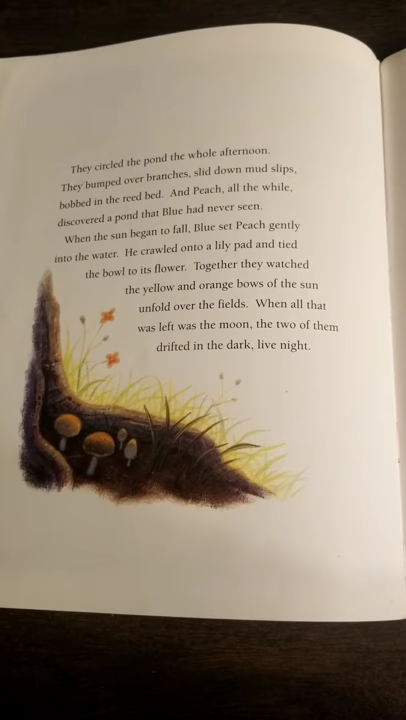 They circled the pond the whole afternoon.
They bumped over branches, slid down mud slips,
bobbed in the reed bed. And Peach, all the while,
discovered a pond that Blue had never seen.
When the sun began to fall, Blue set Peach gently
into the water. He crawled onto a lily pad and tied
the bowl to its flower. Together they watched
the yellow and orange bows of the sun
unfold over the fields. When all that
was left was the moon, the two of them
drifted in the dark, live night.